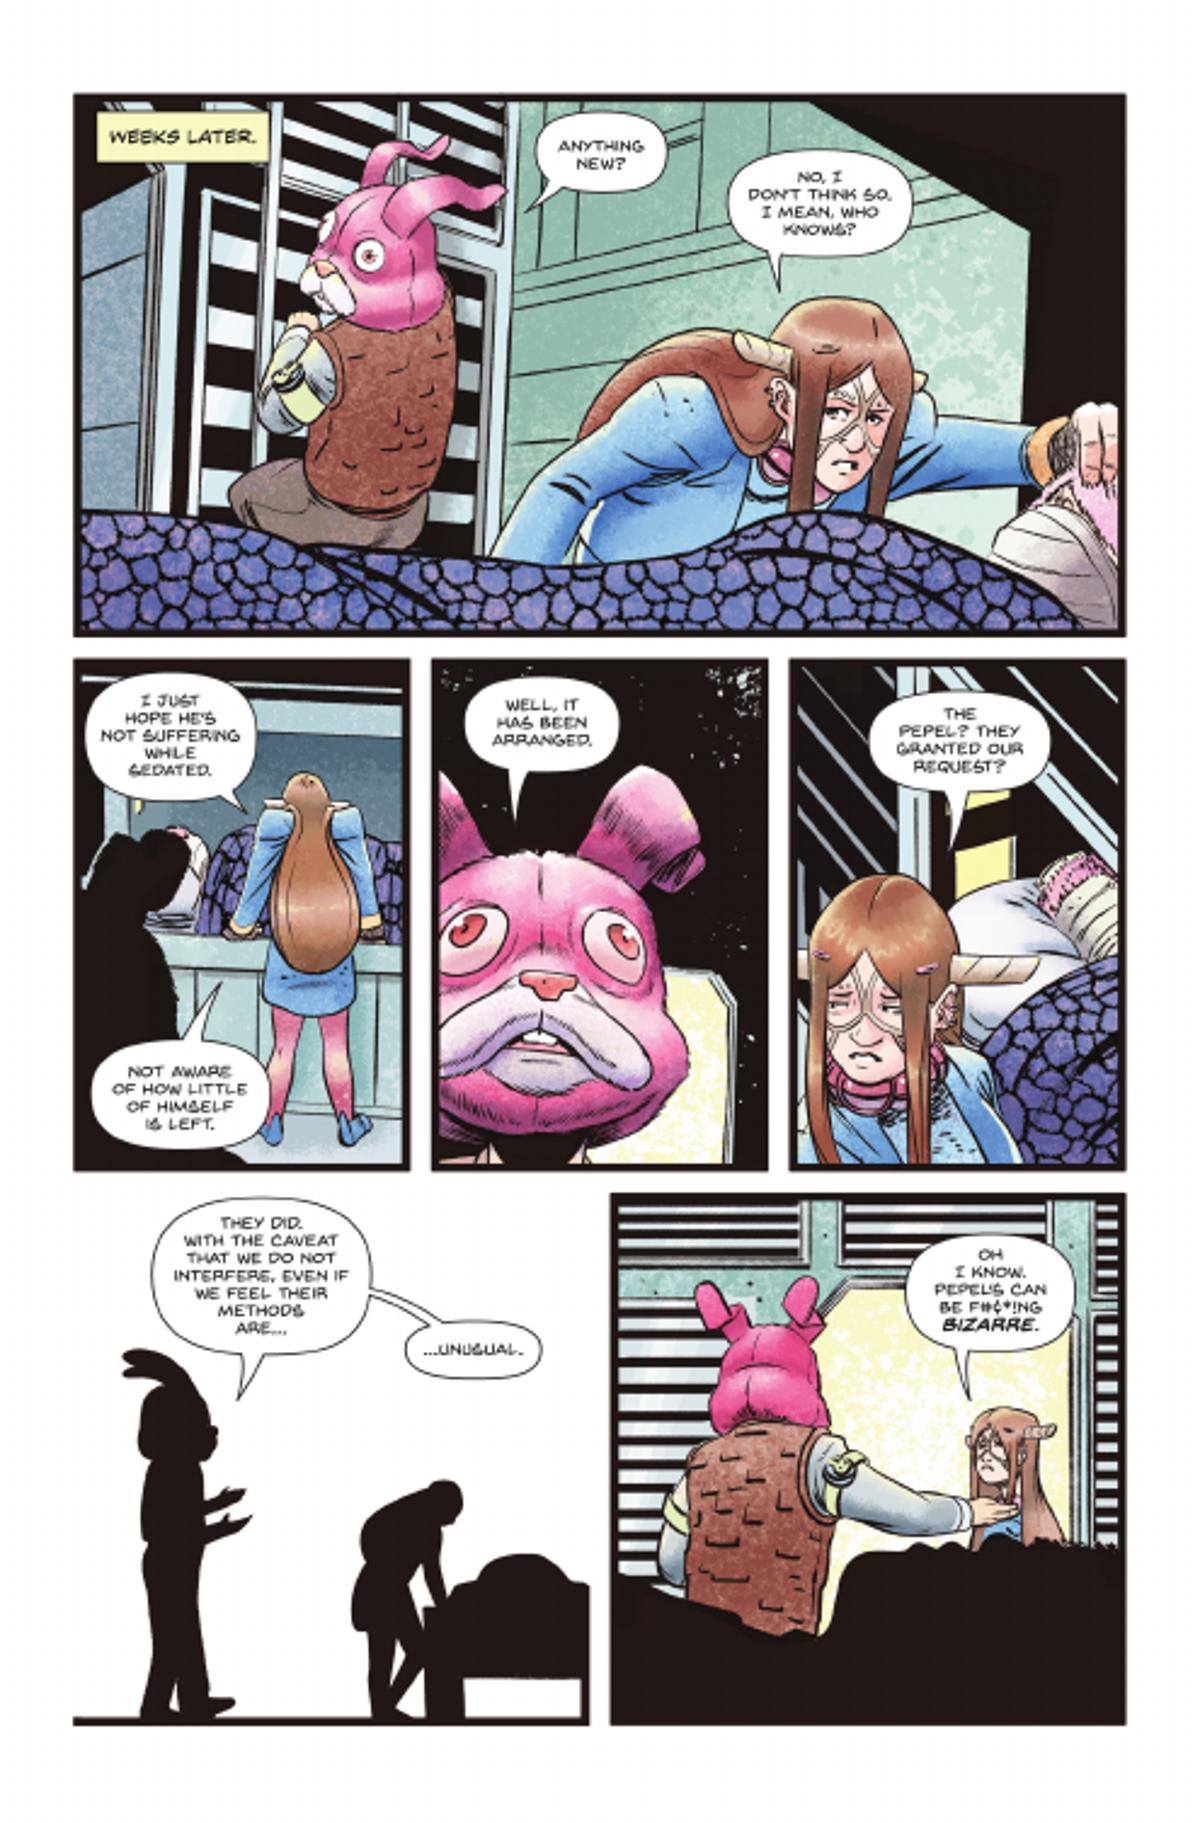 WEEKS LATER.
ANYTHING
NEW?
NO, I
DON'T THINK SO.
I MEAN, WHO
KNOWS?
I JUST
HOPE HE'S
NOT SUFFERING
WHILE
SEDATED.
NOT AWARE
OF HOW LITTLE
OF HIMSELF
IS LEFT.
WELL, IT
HAS BEEN
ARRANGED.
THE
PEPEL? THEY
GRANTED OUR
REQUEST?
THEY DID.
WITH THE CAVEAT
THAT WE DO NOT
INTERFERE, EVEN IF
WE FEEL THEIR
METHODS
ARE...
...UNUSUAL.
OH
I KNOW.
PEPELS CAN
BE F#¢*!NG
BIZARRE.